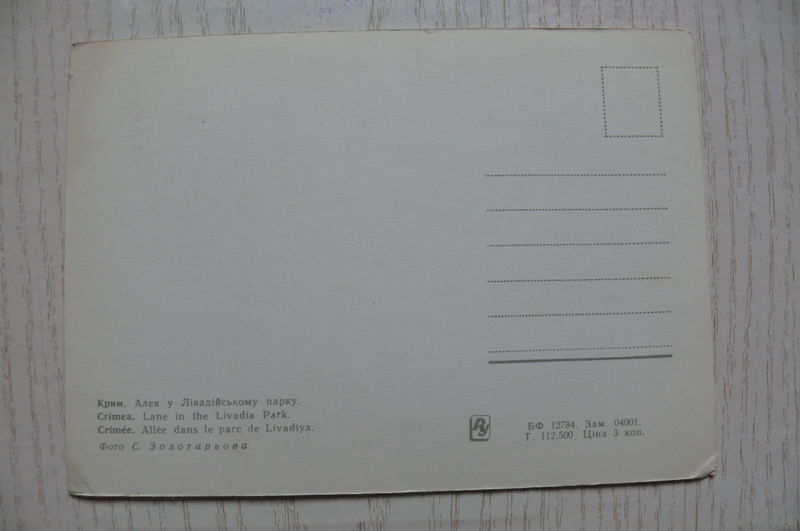 Крим. Алея у Лівадійському парку.
Crimea. Lane in the Livadia Park.
Crimée. Allée dans le parc de Livadiya.
Фото С. Золотарьова
БФ 12784. Зам. 04001.
Т. 112.500. Ціна 3 коп.